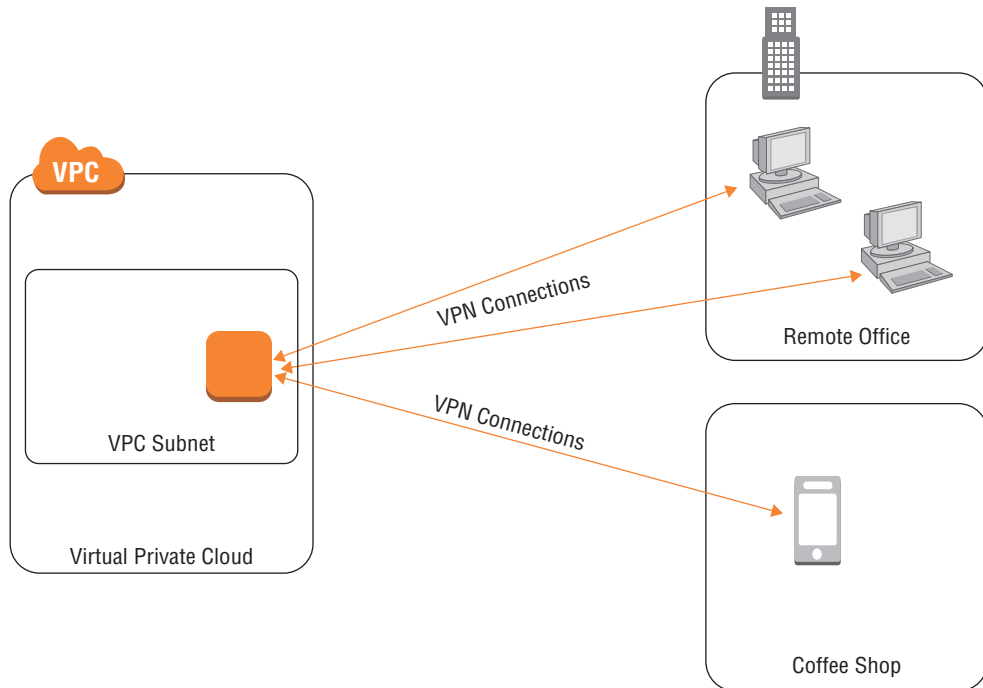 VPC
VPC Subnet
Virtual Private Cloud
VPN Connections
VPN Connections
Remote Office
Coffee Shop